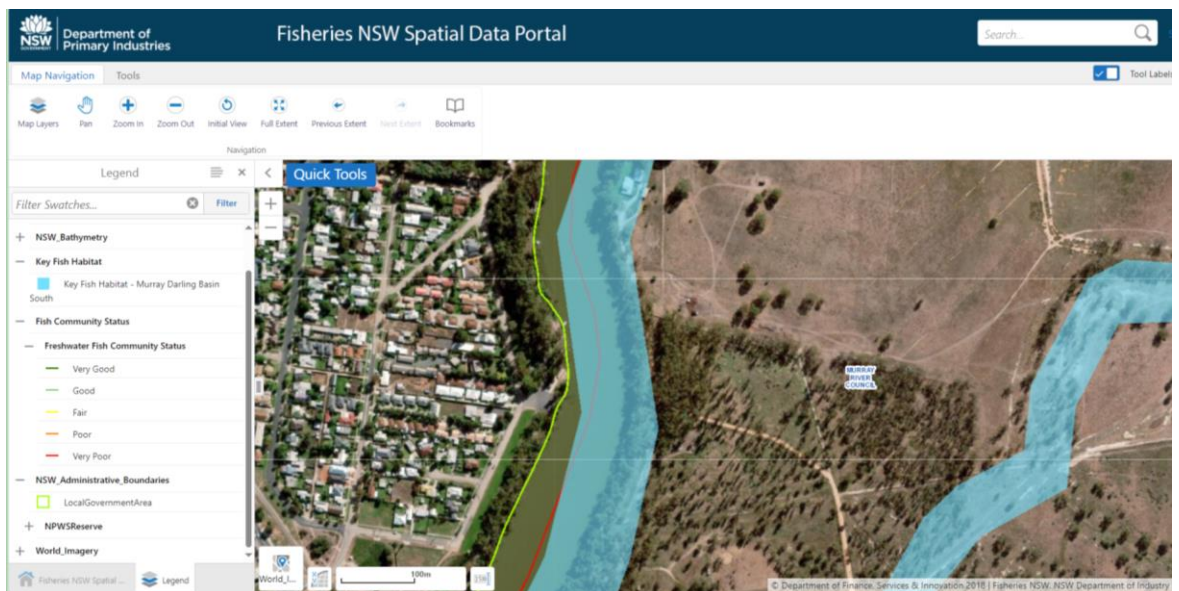 NSW
GOVERNMENT
Department of
Primary Industries
Fisheries NSW Spatial Data Portal
Search...
Map Navigation Tools
Tool Labels
Map Layers Pan Zoom In Zoom Out Initial View Full Extent Previous Extent Next Extent Bookmarks
Navigation
Legend
Quick Tools
Filter Swatches... Filter
NSW_Bathymetry
Key Fish Habitat
Key Fish Habitat - Murray Darling Basin
South
Fish Community Status
Freshwater Fish Community Status
Very Good
Good
Fair
Poor
Very Poor
NSW_Administrative_Boundaries
LocalGovernmentArea
NPWSReserve
World_Imagery
Fisheries NSW Spatial ... Legend
MURRAY
RIVER
COUNCIL
World_I...
100m
© Department of Finance, Services & Innovation 2018 | Fisheries NSW, NSW Department of Industry